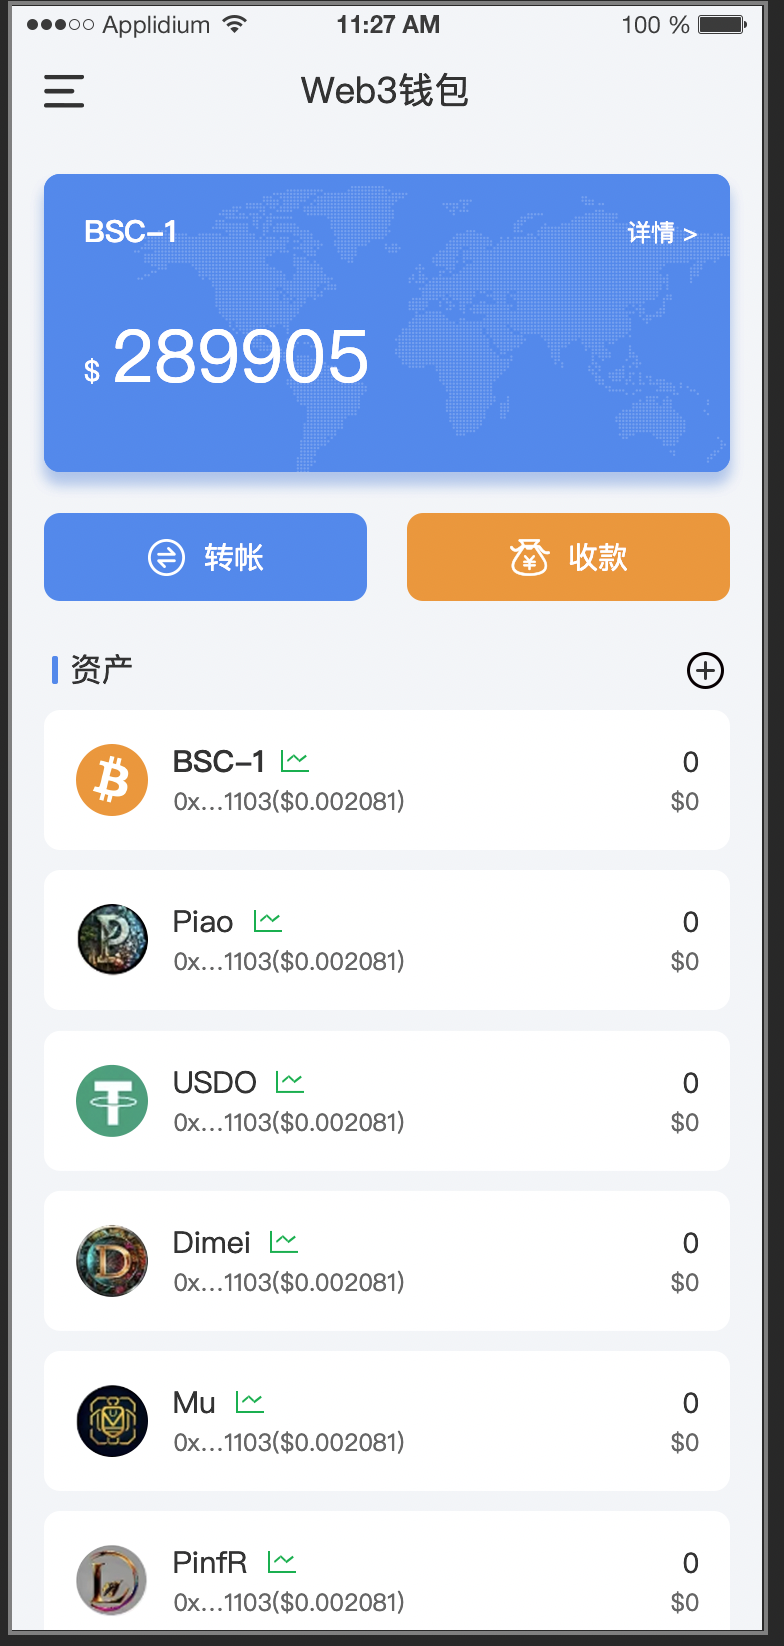 Applidium 11:27 AM 100 %
Web3钱包
BSC-1 详情 >
$ 289905
转帐 收款
资产
BSC-1 0
0x...1103($0.002081) $0
Piao 0
0x...1103($0.002081) $0
USDO 0
0x...1103($0.002081) $0
Dimei 0
0x...1103($0.002081) $0
Mu 0
0x...1103($0.002081) $0
PinfR 0
0x...1103($0.002081) $0